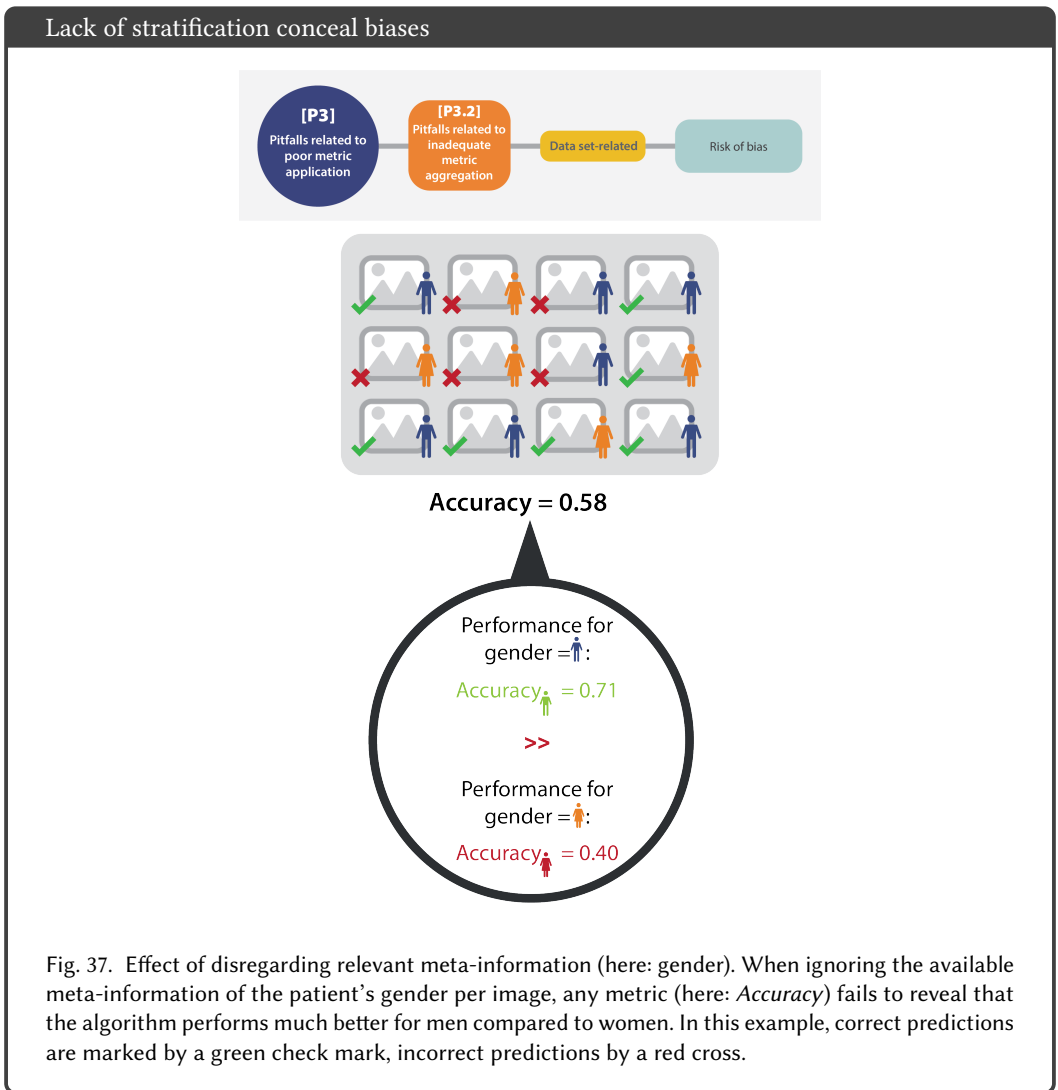 Lack of stratification conceal biases
[P3]
Pitfalls related to
poor metric
application
[P3.2]
Pitfalls related to
inadequate
metric
aggregation
Data set-related
Risk of bias
Accuracy = 0.58
Performance for
gender = :
Accuracy = 0.71
>>
Performance for
gender = :
Accuracy = 0.40
Fig. 37. Effect of disregarding relevant meta-information (here: gender). When ignoring the available
meta-information of the patient's gender per image, any metric (here: Accuracy) fails to reveal that
the algorithm performs much better for men compared to women. In this example, correct predictions
are marked by a green check mark, incorrect predictions by a red cross.